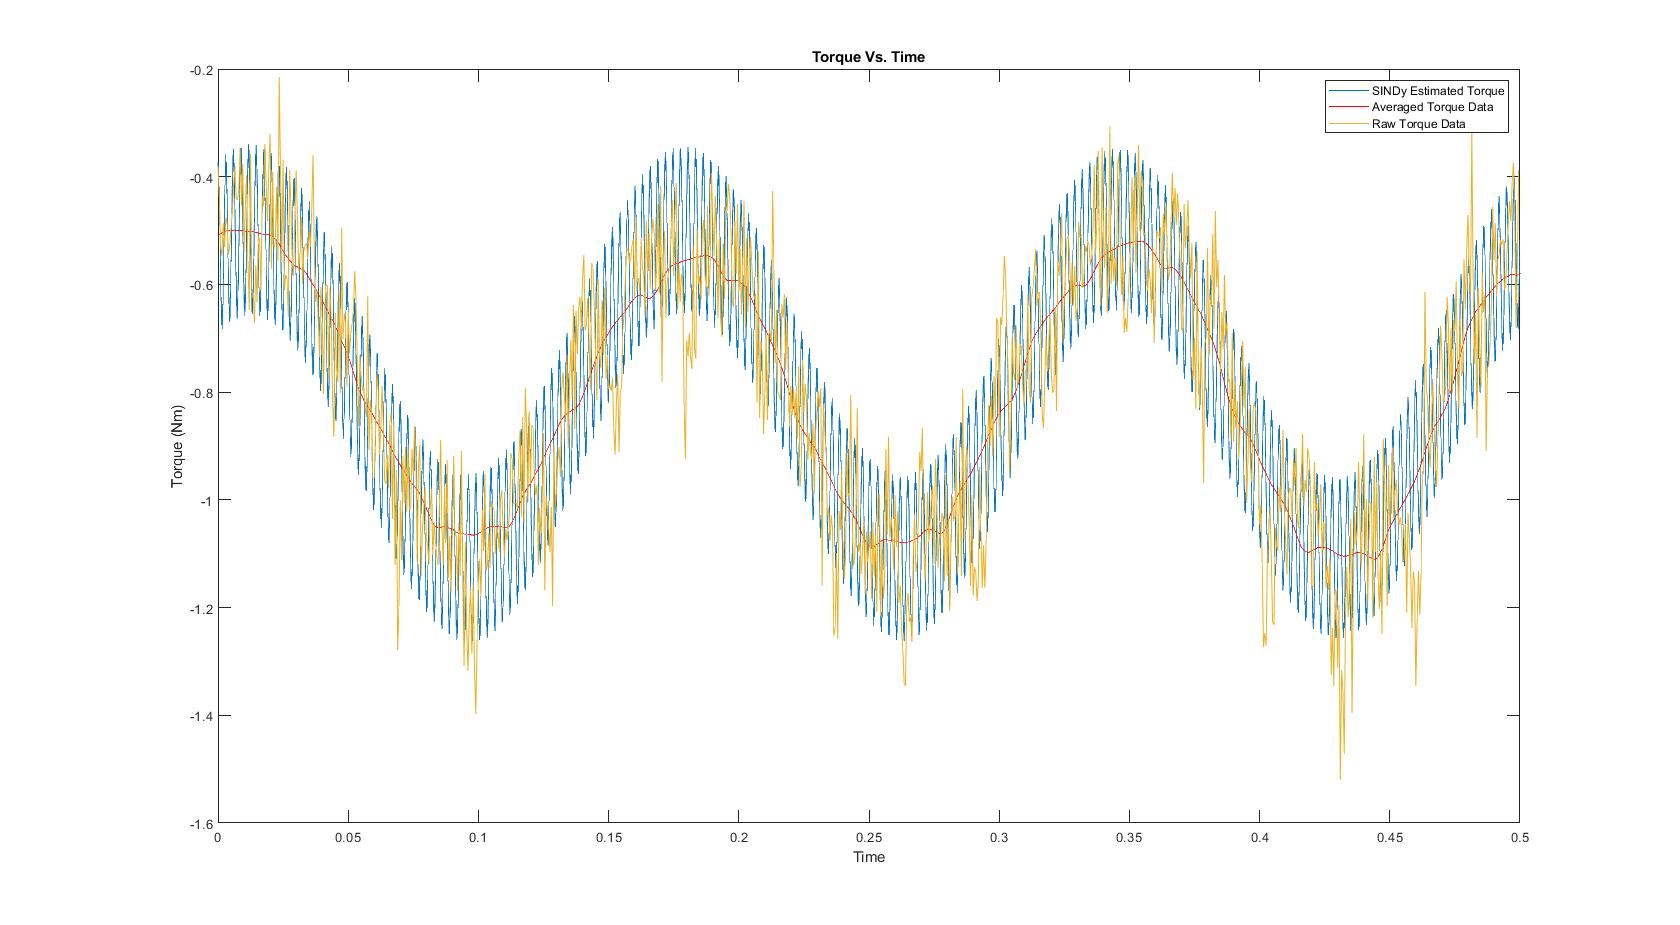 Torque Vs. Time
SINDy Estimated Torque
Averaged Torque Data
Raw Torque Data
Torque (Nm)
-0.2
-0.4
-0.6
-0.8
-1
-1.2
-1.4
-1.6
0 0.05 0.1 0.15 0.2 0.25 0.3 0.35 0.4 0.45 0.5
Time